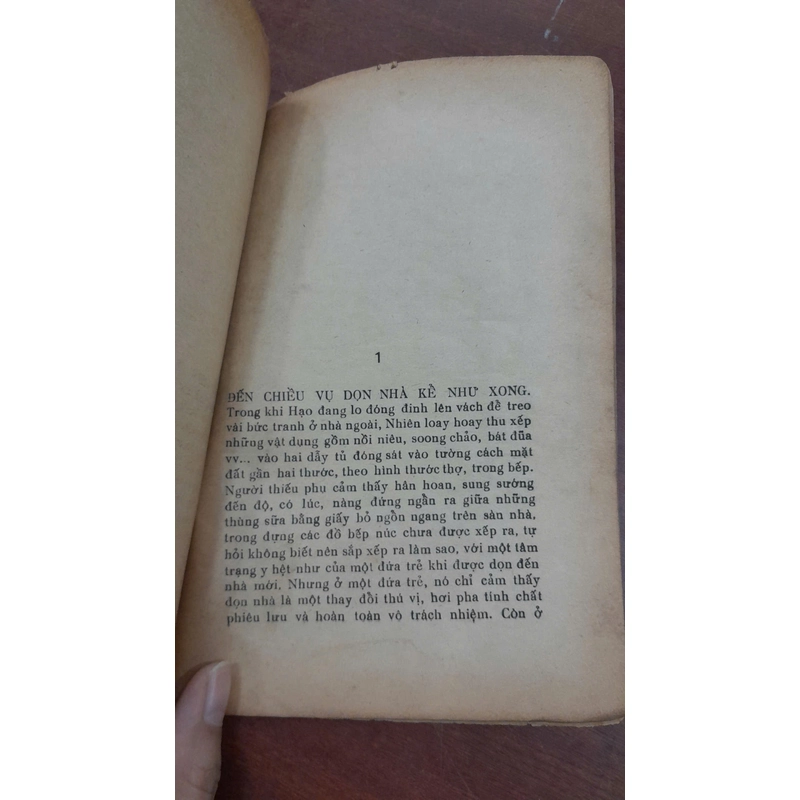 1
ĐẾN CHIỀU VỤ DỌN NHÀ KỂ NHƯ XONG.
Trong khi Hạo đang lo đóng đinh lên vách để treo
vài bức tranh ở nhà ngoài, Nhiên loay hoay thu xếp
những vật dụng gồm nồi niêu, soong chảo, bát đũa
vv... vào hai dẫy tủ đóng sát vào tường cách mặt
đất gần hai thước, theo hình thước thợ, trong bếp.
Người thiếu phụ cảm thấy hân hoan, sung sướng
đến độ, có lúc, nàng đứng ngần ra giữa những
thùng sữa bằng giấy bỏ ngồn ngang trên sàn nhà,
trong đựng các đồ bếp núc chưa được xếp ra, tự
hỏi không biết nên sắp xếp ra làm sao, với một tâm
trạng y hệt như của một đứa trẻ khi được dọn đến
nhà mới. Nhưng ở một đứa trẻ, nó chỉ cảm thấy
dọn nhà là một thay đổi thú vị, hơi pha tính chất
phiêu lưu và hoàn toàn vô trách nhiệm. Còn ở